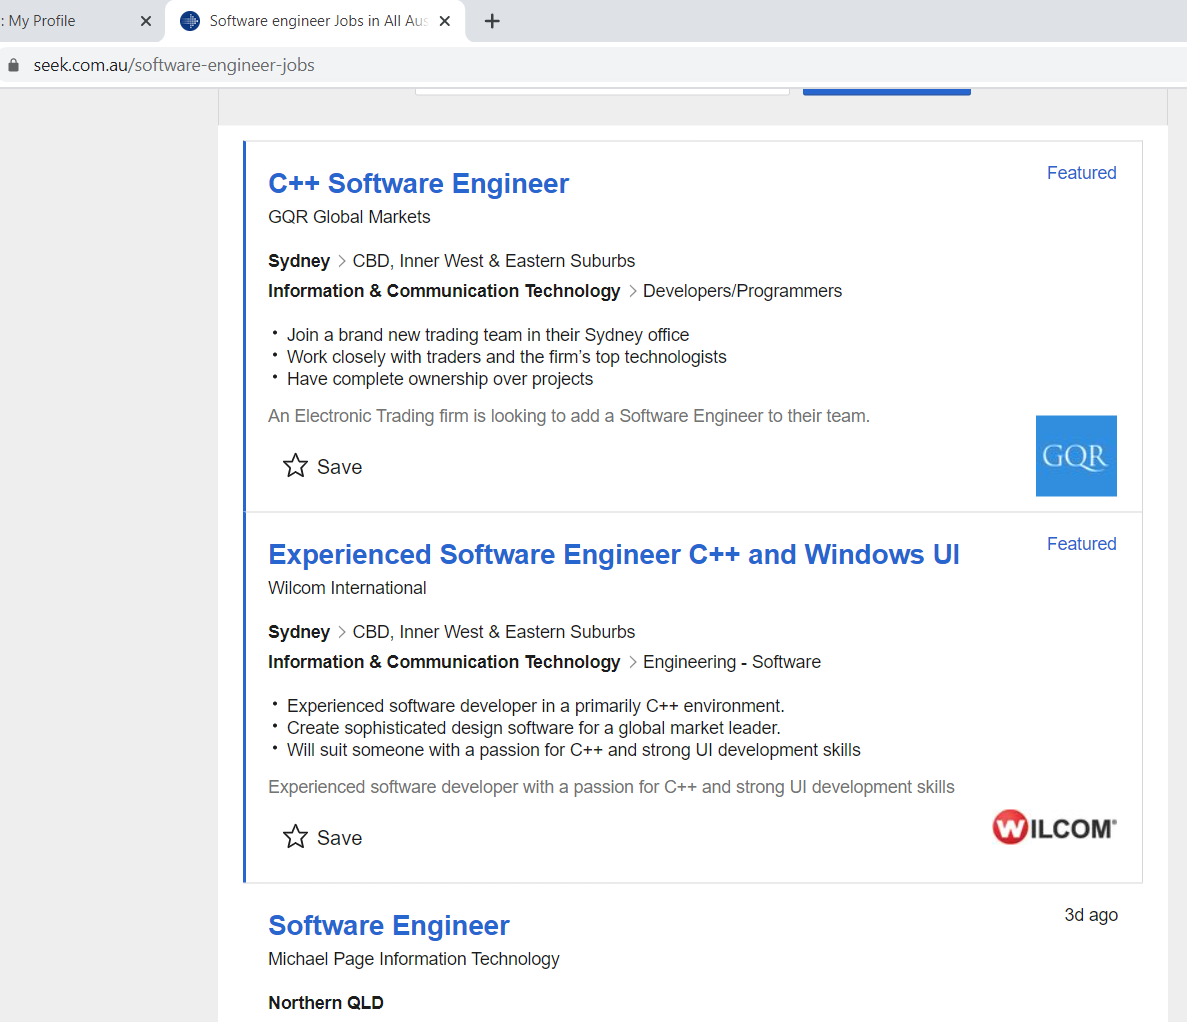 : My Profile
Software engineer Jobs in All Aus
seek.com.au/software-engineer-jobs
C++ Software Engineer
Featured
GQR Global Markets
Sydney > CBD, Inner West & Eastern Suburbs
Information & Communication Technology > Developers/Programmers
• Join a brand new trading team in their Sydney office
• Work closely with traders and the firm's top technologists
• Have complete ownership over projects
An Electronic Trading firm is looking to add a Software Engineer to their team.
GQR
Save
Experienced Software Engineer C++ and Windows UI
Featured
Wilcom International
Sydney > CBD, Inner West & Eastern Suburbs
Information & Communication Technology > Engineering - Software
• Experienced software developer in a primarily C++ environment.
• Create sophisticated design software for a global market leader.
• Will suit someone with a passion for C++ and strong UI development skills
Experienced software developer with a passion for C++ and strong UI development skills
WILCOM®
Save
Software Engineer
3d ago
Michael Page Information Technology
Northern QLD